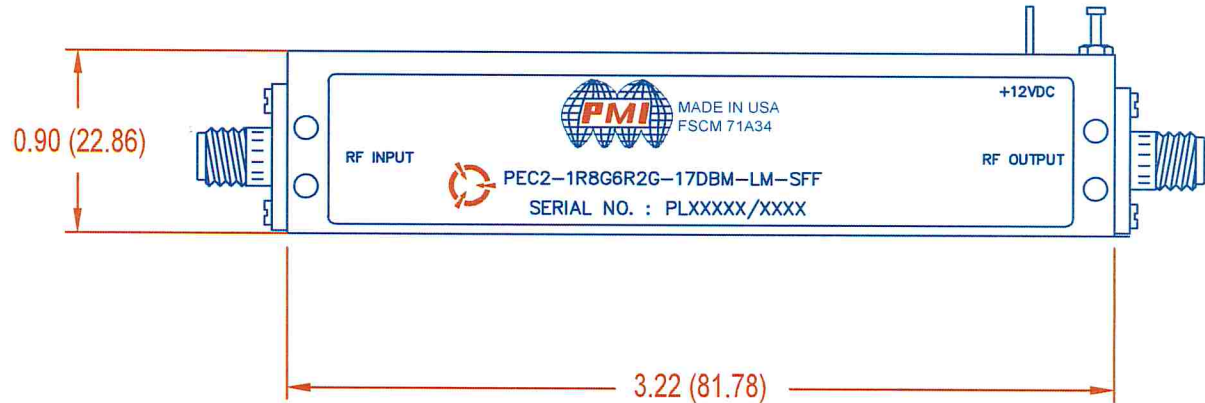 +12VDC
PMI
MADE IN USA
FSCM 71A34
0.90 (22.86)
RF INPUT
RF OUTPUT
PEC2-1R8G6R2G-17DBM-LM-SFF
SERIAL NO. : PLXXXXX/XXXX
3.22 (81.78)